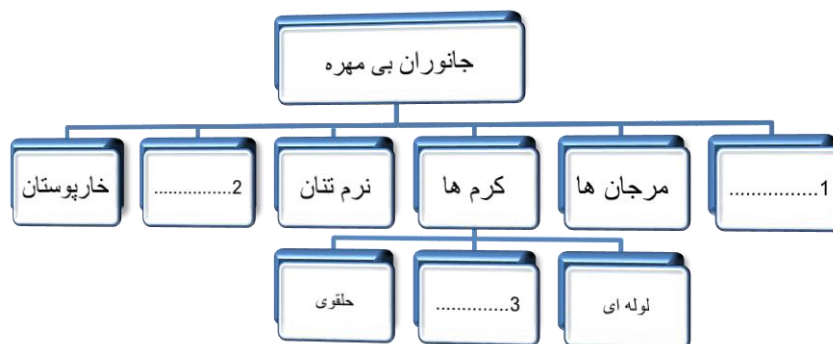 جانوران بی مهره
1................
مرجان ها
کرم ها
نرم تنان
2...............
خارپوستان
لوله ای
3..............
حلقوی